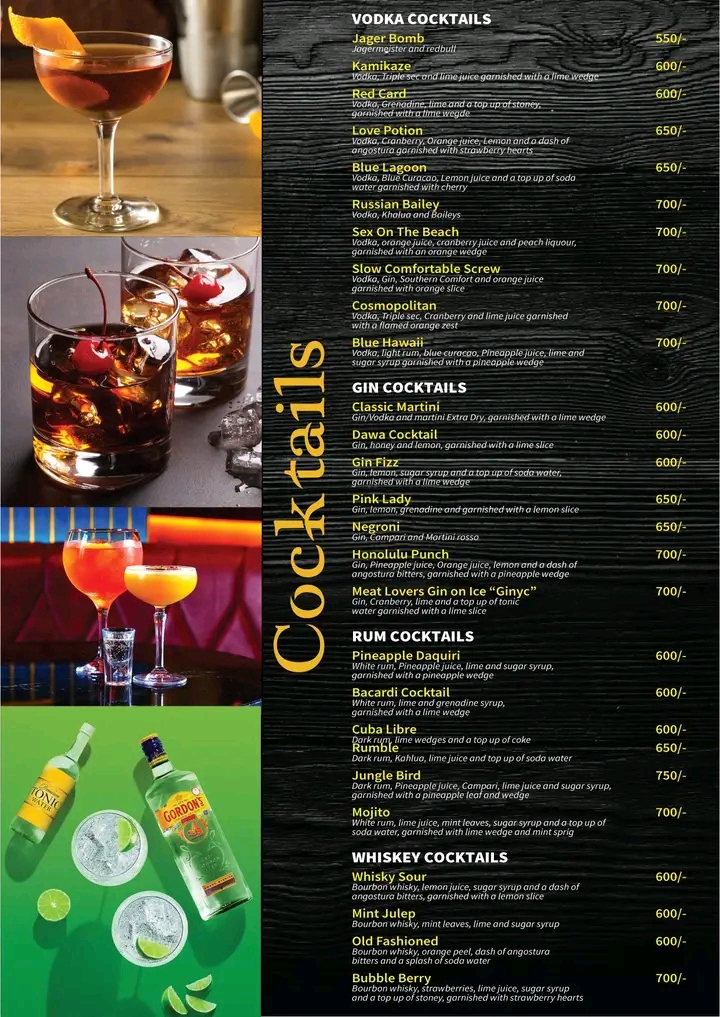 Cocktails
VODKA COCKTAILS
Jager Bomb 550/-
Jagermeister and redbull
Kamikaze 600/-
Vodka, Triple sec and lime juice garnished with a lime wedge
Red Card 600/-
Vodka, Grenadine, lime and a top up of stoney,
garnished with a lime wegde
Love Potion 650/-
Vodka, Cranberry, Orange juice, Lemon and a dash of
angostura garnished with strawberry hearts
Blue Lagoon 650/-
Vodka, Blue Curacao, Lemon juice and a top up of soda
water garnished with cherry
Russian Bailey 700/-
Vodka, Khalua and Baileys
Sex On The Beach 700/-
Vodka, orange juice, cranberry juice and peach liquour,
garnished with an orange wedge
Slow Comfortable Screw 700/-
Vodka, Gin, Southern Comfort and orange juice
garnished with orange slice
Cosmopolitan 700/-
Vodka, Triple sec, Cranberry and lime juice garnished
with a flamed orange zest
Blue Hawaii 700/-
Vodka, light rum, blue curacao, Pineapple juice, lime and
sugar syrup garnished with a pineapple wedge
GIN COCKTAILS
Classic Martini 600/-
Gin/Vodka and martini Extra Dry, garnished with a lime wedge
Dawa Cocktail 600/-
Gin, honey and lemon, garnished with a lime slice
Gin Fizz 600/-
Gin, lemon, sugar syrup and a top up of soda water,
garnished with a lime wedge
Pink Lady 650/-
Gin, lemon, grenadine and garnished with a lemon slice
Negroni 650/-
Gin, Campari and Martini rosso
Honolulu Punch 700/-
Gin, Pineapple juice, Orange juice, lemon and a dash of
angostura bitters, garnished with a pineapple wedge
Meat Lovers Gin on Ice “Ginyc” 700/-
Gin, Cranberry, lime and a top up of tonic
water garnished with a lime slice
RUM COCKTAILS
Pineapple Daquiri 600/-
White rum, Pineapple juice, lime and sugar syrup,
garnished with a pineapple wedge
Bacardi Cocktail 600/-
White rum, lime and grenadine syrup,
garnished with a lime wedge
Cuba Libre 600/-
Dark rum, lime wedges and a top up of coke
Rumble 650/-
Dark rum, Kahlua, lime juice and top up of soda water
Jungle Bird 750/-
Dark rum, Pineapple juice, Campari, lime juice and sugar syrup,
garnished with a pineapple leaf and wedge
Mojito 700/-
White rum, lime juice, mint leaves, sugar syrup and a top up of
soda water, garnished with lime wedge and mint sprig
WHISKEY COCKTAILS
Whisky Sour 600/-
Bourbon whisky, lemon juice, sugar syrup and a dash of
angostura bitters, garnished with a lemon slice
Mint Julep 600/-
Bourbon whisky, mint leaves, lime and sugar syrup
Old Fashioned 600/-
Bourbon whisky, orange peel, dash of angostura
bitters and a splash of soda water
Bubble Berry 700/-
Bourbon whisky, strawberries, lime juice, sugar syrup
and a top up of stoney, garnished with strawberry hearts
TONIC
WATER
GORDON'S